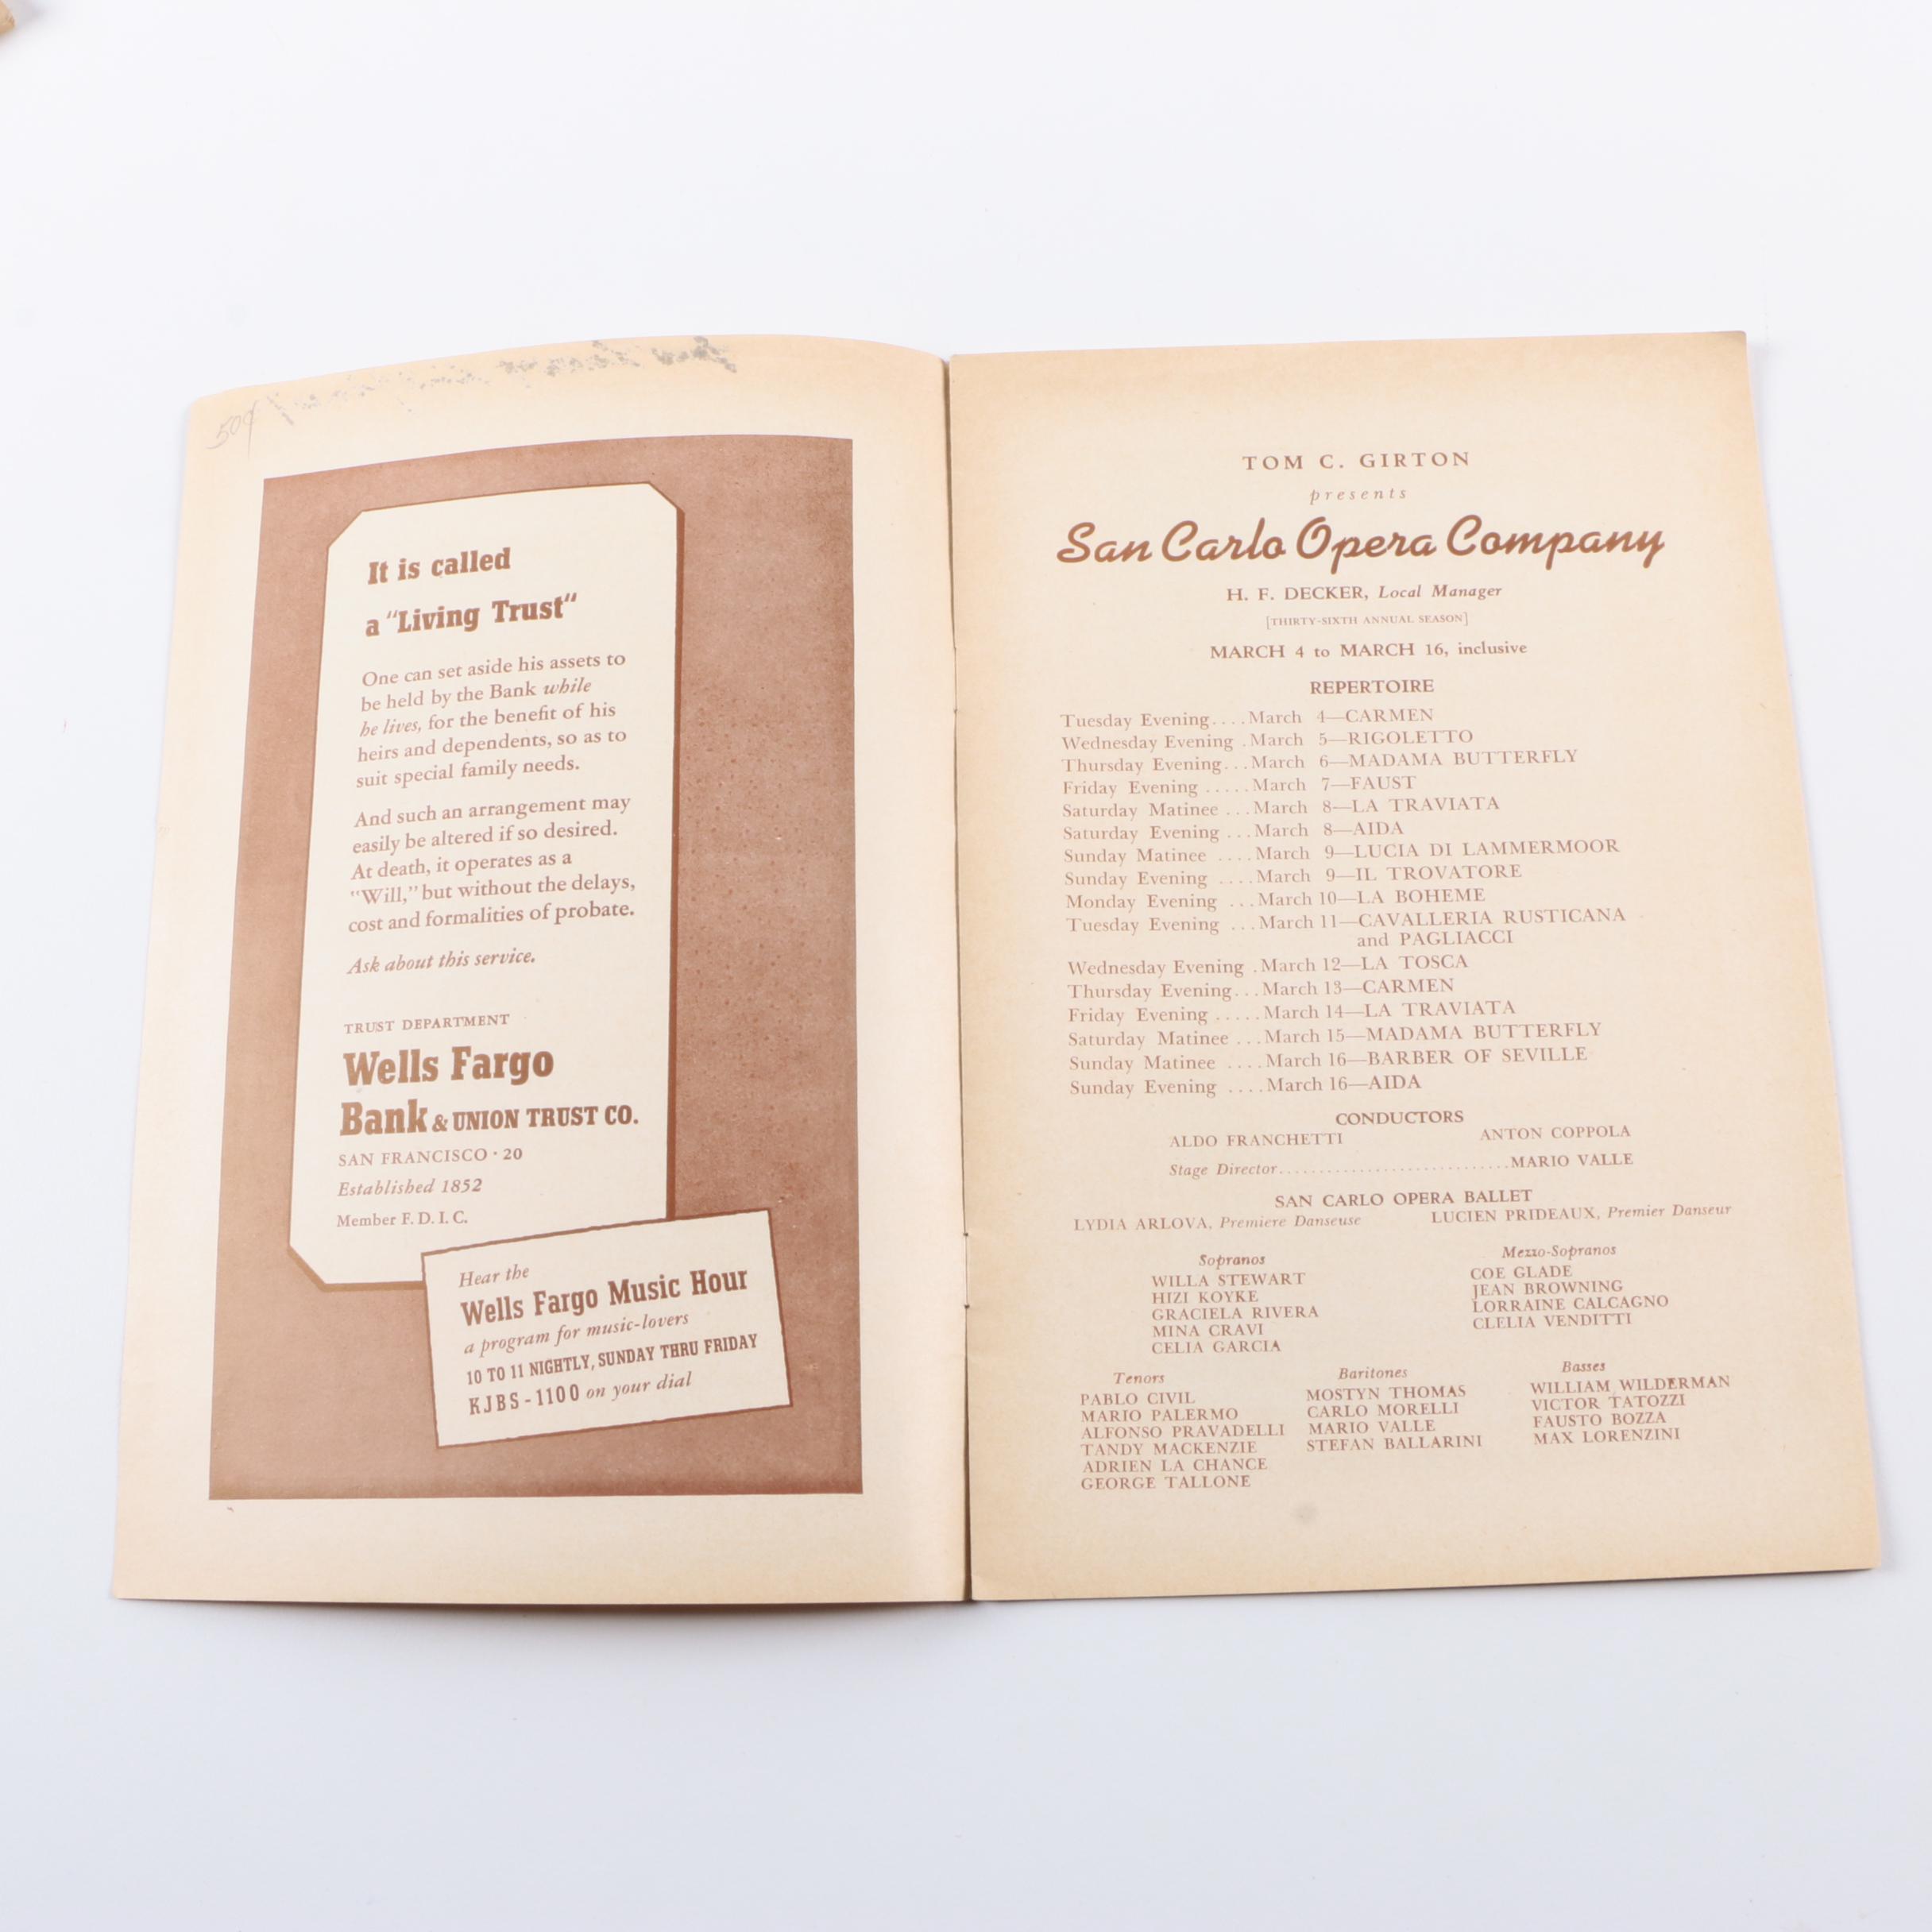 50¢
It is called
a "Living Trust"
One can set aside his assets to
be held by the Bank while
he lives, for the benefit of his
heirs and dependents, so as to
suit special family needs.
And such an arrangement may
easily be altered if so desired.
At death, it operates as a
"Will," but without the delays,
cost and formalities of probate.
Ask about this service.
TRUST DEPARTMENT
Wells Fargo
Bank & UNION TRUST CO.
SAN FRANCISCO · 20
Established 1852
Member F. D. I. C.
Hear the
Wells Fargo Music Hour
a program for music-lovers
10 TO 11 NIGHTLY, SUNDAY THRU FRIDAY
KJBS - 1100 on your dial
TOM C. GIRTON
presents
San Carlo Opera Company
H. F. DECKER, Local Manager
[THIRTY-SIXTH ANNUAL SEASON]
MARCH 4 to MARCH 16, inclusive
REPERTOIRE
Tuesday Evening....March 4—CARMEN
Wednesday Evening .March 5—RIGOLETTO
Thursday Evening...March 6—MADAMA BUTTERFLY
Friday Evening .....March 7—FAUST
Saturday Matinee ...March 8—LA TRAVIATA
Saturday Evening ...March 8—AIDA
Sunday Matinee ....March 9—LUCIA DI LAMMERMOOR
Sunday Evening ....March 9—IL TROVATORE
Monday Evening ...March 10—LA BOHEME
Tuesday Evening ...March 11—CAVALLERIA RUSTICANA
and PAGLIACCI
Wednesday Evening .March 12—LA TOSCA
Thursday Evening...March 13—CARMEN
Friday Evening .....March 14—LA TRAVIATA
Saturday Matinee ...March 15—MADAMA BUTTERFLY
Sunday Matinee ....March 16—BARBER OF SEVILLE
Sunday Evening ....March 16—AIDA
CONDUCTORS
ALDO FRANCHETTI ANTON COPPOLA
Stage Director.............................MARIO VALLE
SAN CARLO OPERA BALLET
LYDIA ARLOVA, Premiere Danseuse LUCIEN PRIDEAUX, Premier Danseur
Sopranos
WILLA STEWART
HIZI KOYKE
GRACIELA RIVERA
MINA CRAVI
CELIA GARCIA
Mezzo-Sopranos
COE GLADE
JEAN BROWNING
LORRAINE CALCAGNO
CLELIA VENDITTI
Tenors
PABLO CIVIL
MARIO PALERMO
ALFONSO PRAVADELLI
TANDY MACKENZIE
ADRIEN LA CHANCE
GEORGE TALLONE
Baritones
MOSTYN THOMAS
CARLO MORELLI
MARIO VALLE
STEFAN BALLARINI
Basses
WILLIAM WILDERMAN
VICTOR TATOZZI
FAUSTO BOZZA
MAX LORENZINI